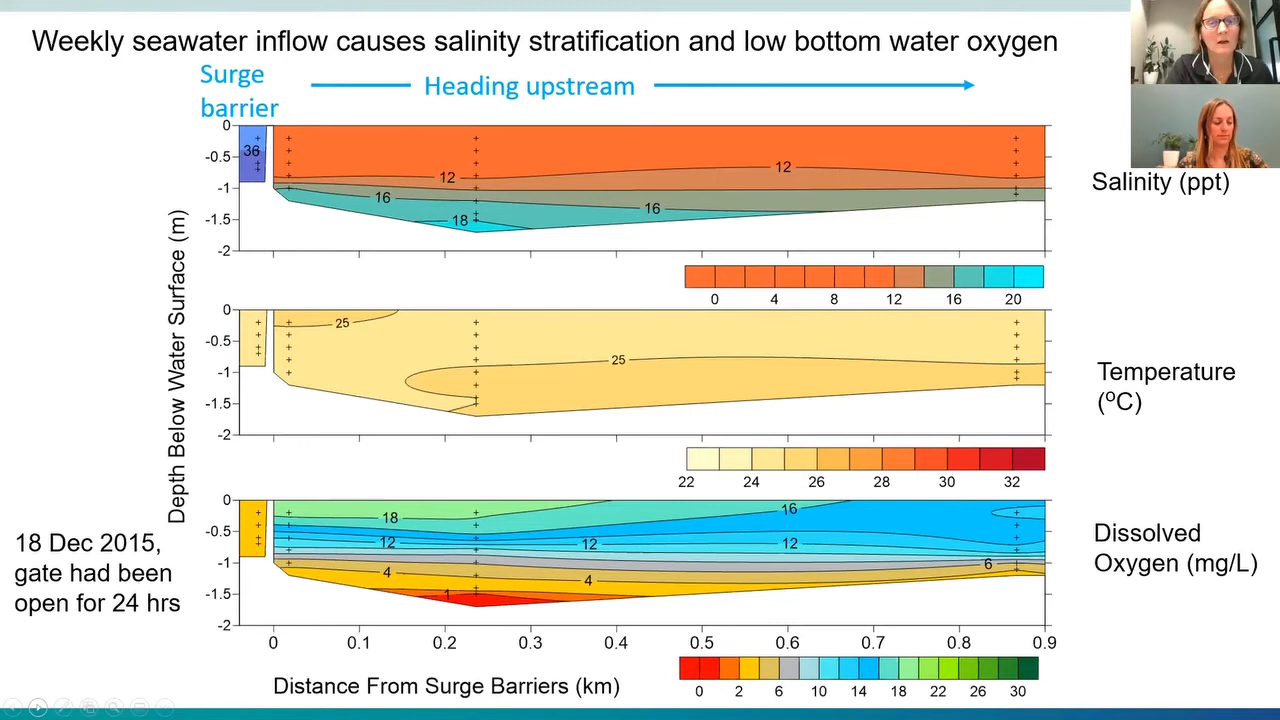 Weekly seawater inflow causes salinity stratification and low bottom water oxygen
Surge
barrier
Heading upstream
Depth Below Water Surface (m)
0
-0.5
-1
-1.5
-2
36
12
12
16
16
18
Salinity (ppt)
0 4 8 12 16 20
0
-0.5
-1
-1.5
-2
25
25
Temperature
(ºC)
22 24 26 28 30 32
0
-0.5
-1
-1.5
-2
18
16
12
12
12
4
4
6
1
Dissolved
Oxygen (mg/L)
18 Dec 2015,
gate had been
open for 24 hrs
0 0.1 0.2 0.3 0.4 0.5 0.6 0.7 0.8 0.9
Distance From Surge Barriers (km)
0 2 6 10 14 18 22 26 30